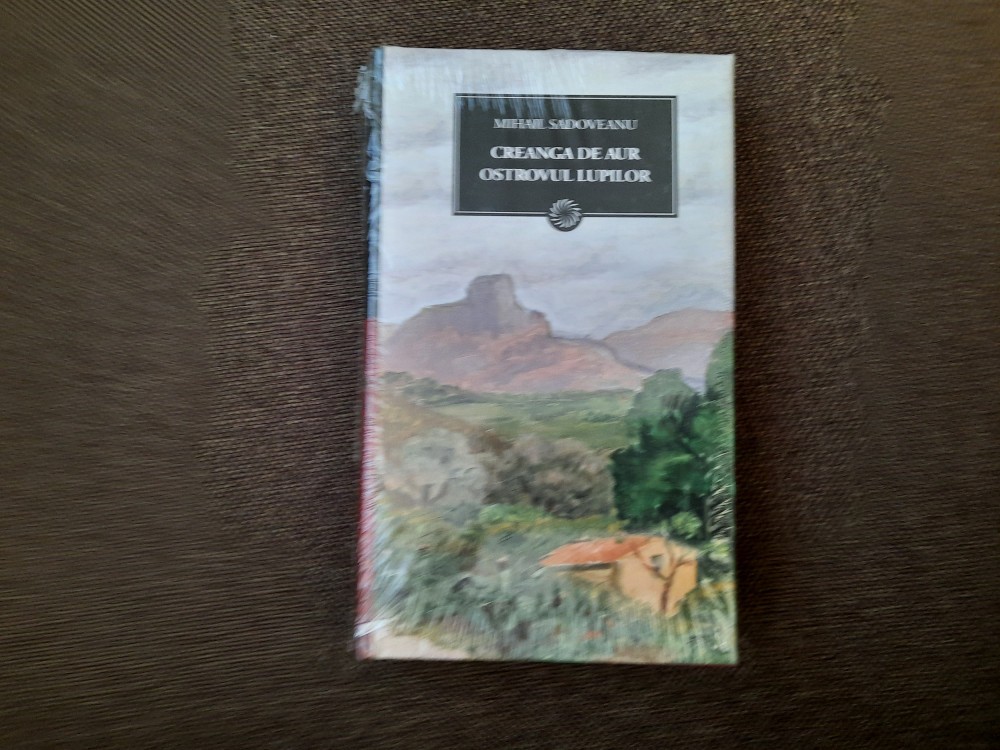 MIHAIL SADOVEANU
CREANGA DE AUR
OSTROVUL LUPILOR